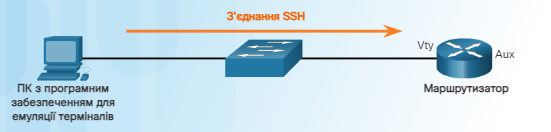 З'єднання SSH
Vty
Aux
ПК з програмним
забезпеченням для
емуляції терміналів
Маршрутизатор